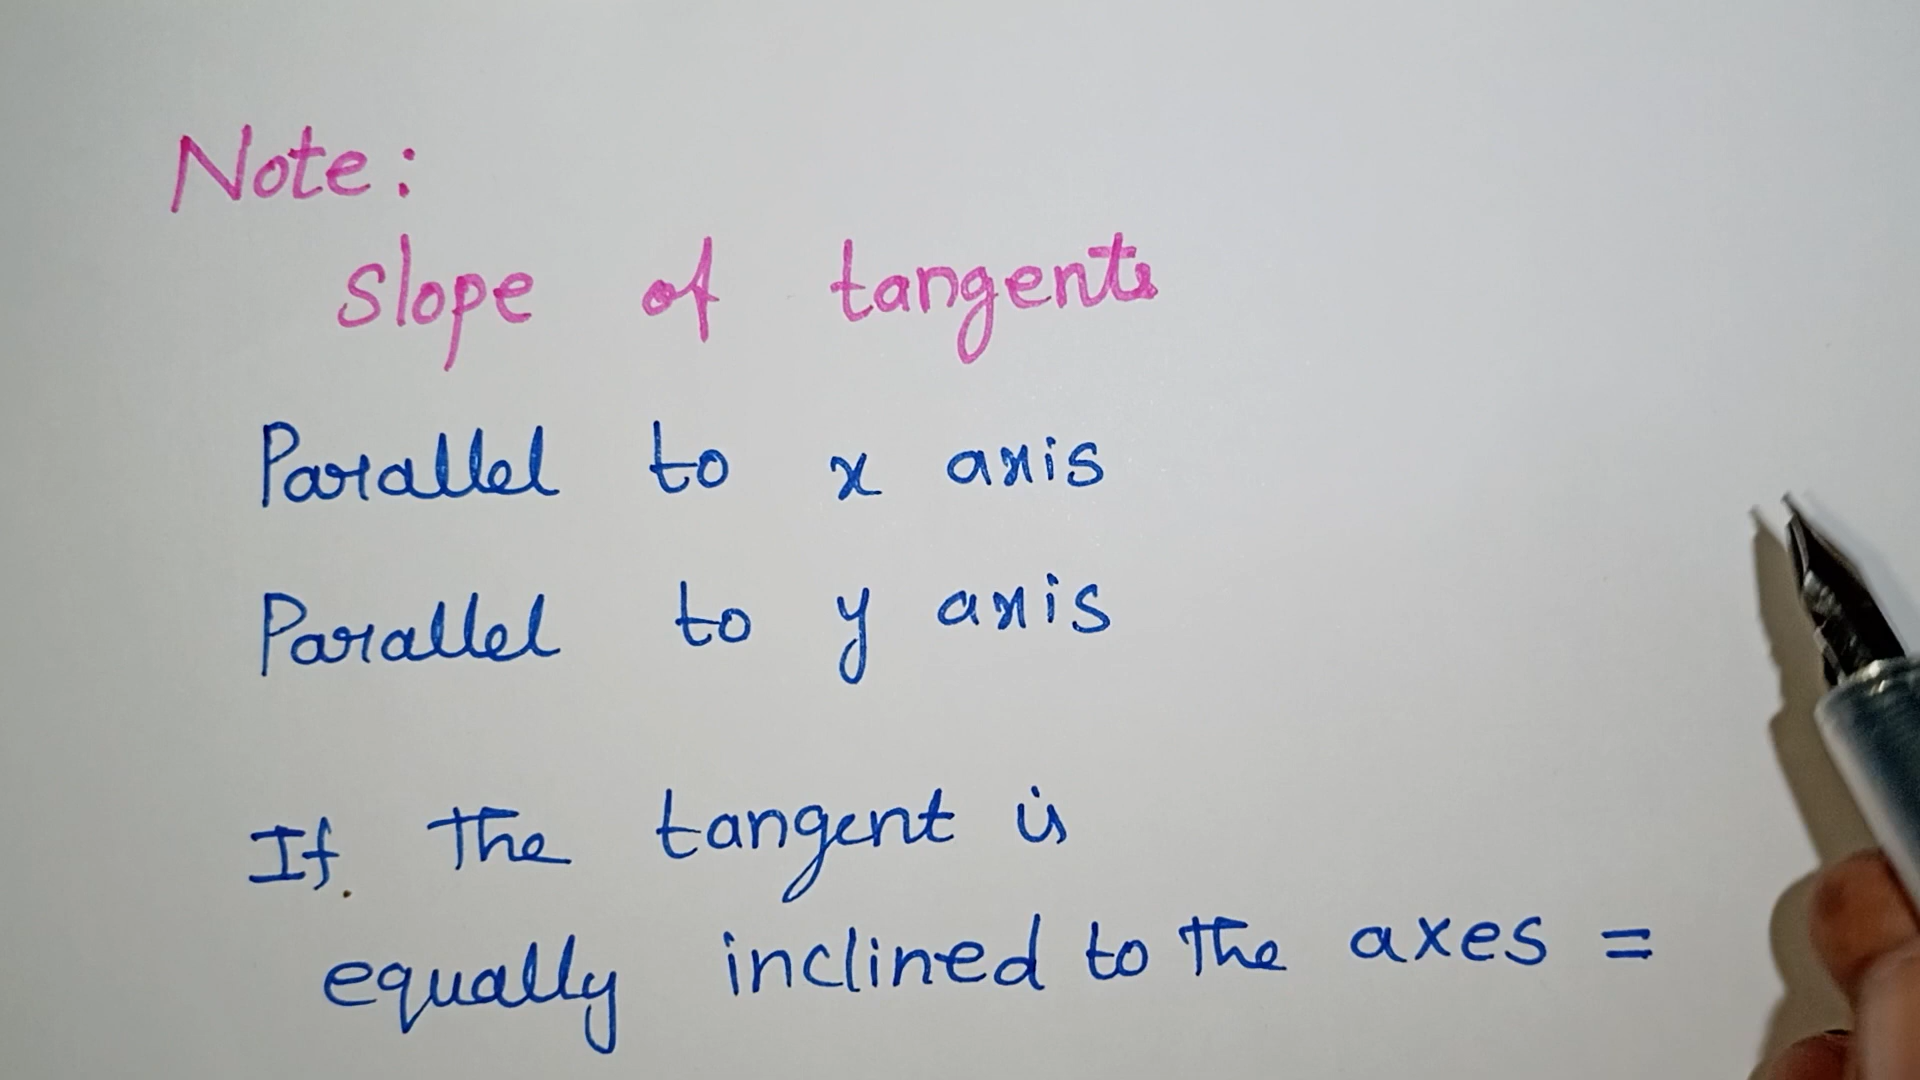 Note:
slope of tangents
Parallel to x axis
Parallel to y axis
If the tangent is
equally inclined to the axes =